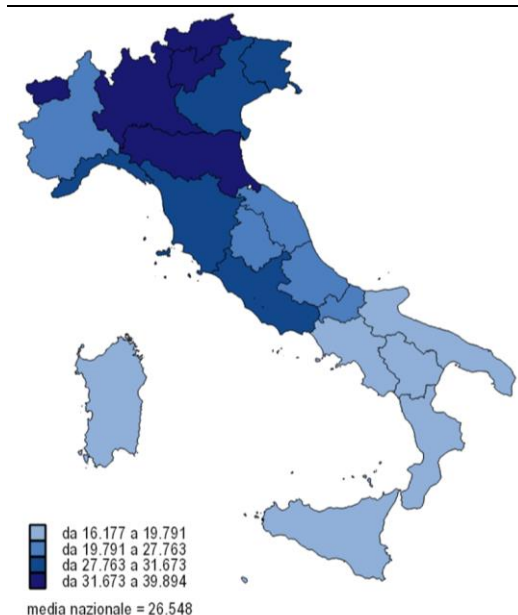 da 16.177 a 19.791
da 19.791 a 27.763
da 27.763 a 31.673
da 31.673 a 39.894
media nazionale = 26.548